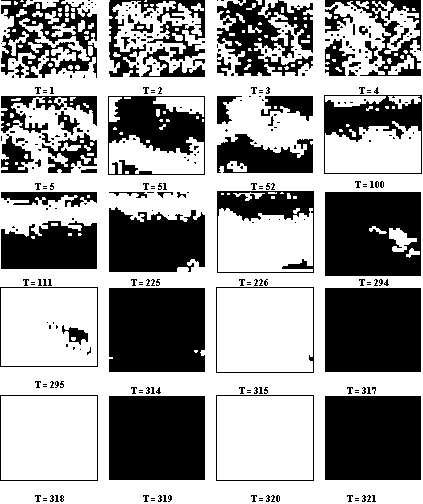 T = 1
T = 2
T = 3
T = 4
T = 5
T = 51
T = 52
T = 100
T = 111
T = 225
T = 226
T = 294
T = 295
T = 314
T = 315
T = 317
T = 318
T = 319
T = 320
T = 321